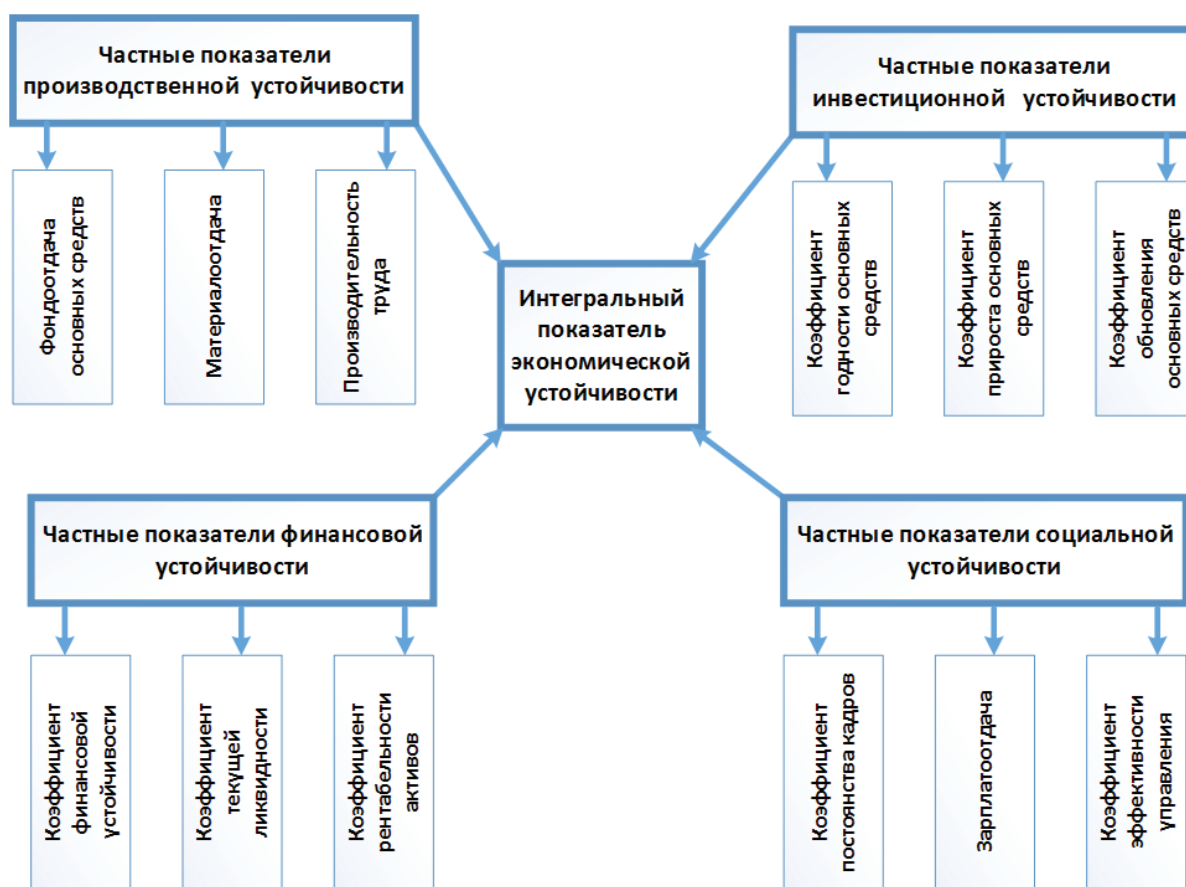 Частные показатели
производственной устойчивости
Частные показатели
инвестиционной устойчивости
Фондоотдача
основных средств
Материалоотдача
Производительность
труда
Интегральный
показатель
экономической
устойчивости
Коэффициент
годности основных
средств
Коэффициент
прироста основных
средств
Коэффициент
обновления
основных средств
Частные показатели финансовой
устойчивости
Частные показатели социальной
устойчивости
Коэффициент
финансовой
устойчивости
Коэффициент
текущей
ликвидности
Коэффициент
рентабельности
активов
Коэффициент
постоянства кадров
Зарплатоотдача
Коэффициент
эффективности
управления